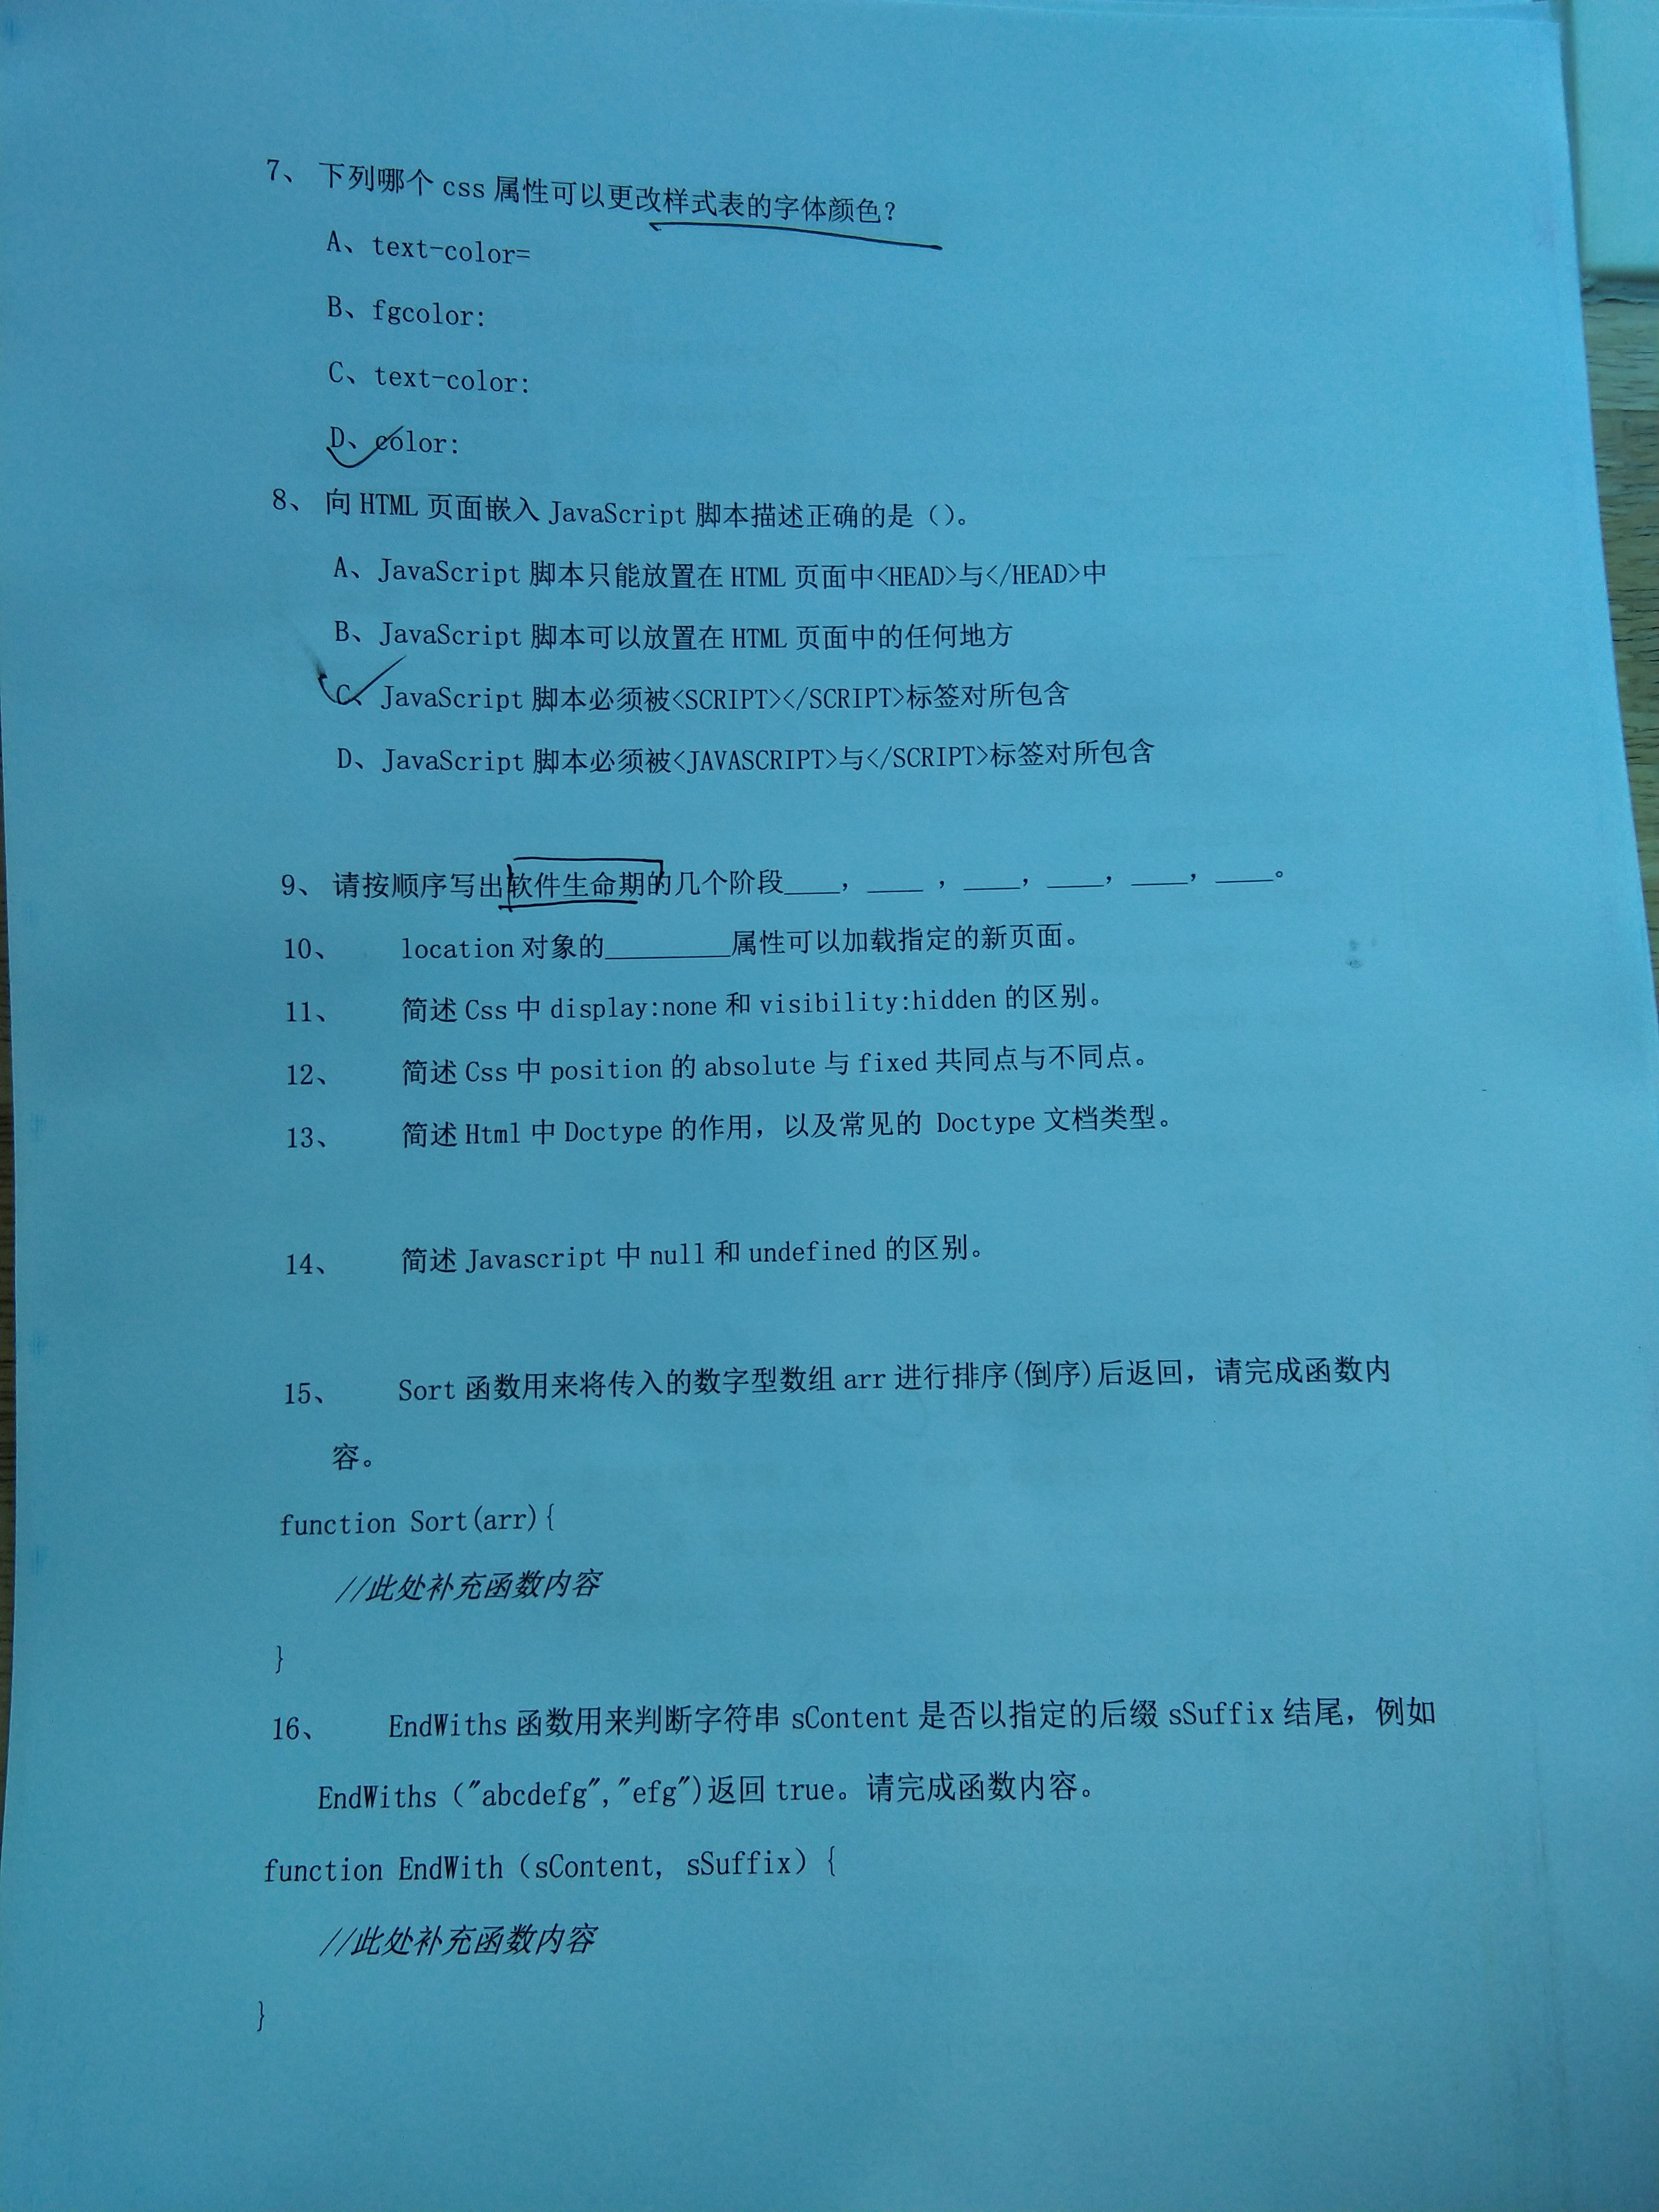 7、 下列哪个 css 属性可以更改样式表的字体颜色?
A、text-color=
B、fgcolor:
C、text-color:
D、color:
8、 向 HTML 页面嵌入 JavaScript 脚本描述正确的是（）。
A、JavaScript 脚本只能放置在 HTML 页面中<HEAD>与</HEAD>中
B、JavaScript 脚本可以放置在 HTML 页面中的任何地方
C、JavaScript 脚本必须被<SCRIPT></SCRIPT>标签对所包含
D、JavaScript 脚本必须被<JAVASCRIPT>与</SCRIPT>标签对所包含
9、 请按顺序写出软件生命期的几个阶段____，____，____，____，____，____。
10、 location 对象的_________属性可以加载指定的新页面。
11、 简述 Css 中 display:none 和 visibility:hidden 的区别。
12、 简述 Css 中 position 的 absolute 与 fixed 共同点与不同点。
13、 简述 Html 中 Doctype 的作用，以及常见的 Doctype 文档类型。
14、 简述 Javascript 中 null 和 undefined 的区别。
15、 Sort 函数用来将传入的数字型数组 arr 进行排序(倒序)后返回，请完成函数内
容。
function Sort(arr){
//此处补充函数内容
}
16、 EndWiths 函数用来判断字符串 sContent 是否以指定的后缀 sSuffix 结尾，例如
EndWiths（"abcdefg","efg")返回 true。请完成函数内容。
function EndWith（sContent, sSuffix）{
//此处补充函数内容
}